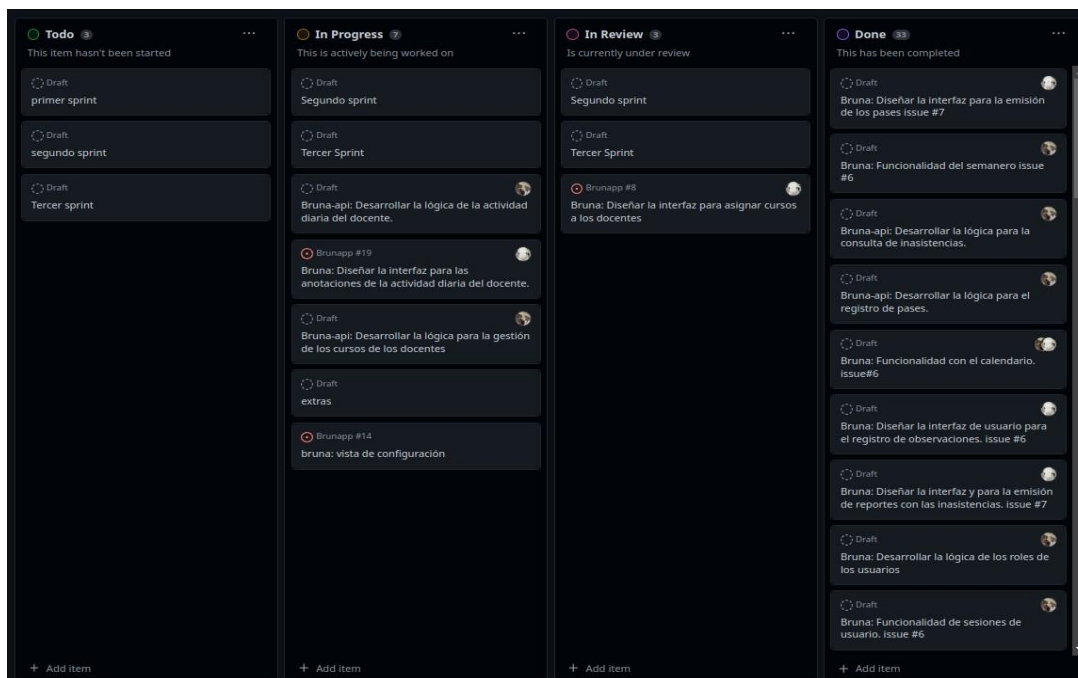 Todo 3
This item hasn't been started
Draft
primer sprint
Draft
segundo sprint
Draft
Tercer sprint
+ Add item
In Progress 7
This is actively being worked on
Draft
Segundo sprint
Draft
Tercer Sprint
Draft
Bruna-api: Desarrollar la lógica de la actividad
diaria del docente.
Brunapp #19
Bruna: Diseñar la interfaz para las
anotaciones de la actividad diaria del docente.
Draft
Bruna-api: Desarrollar la lógica para la gestión
de los cursos de los docentes
Draft
extras
Brunapp #14
bruna: vista de configuración
+ Add item
In Review 3
Is currently under review
Draft
Segundo sprint
Draft
Tercer Sprint
Brunapp #8
Bruna: Diseñar la interfaz para asignar cursos
a los docentes
+ Add item
Done 33
This has been completed
Draft
Bruna: Diseñar la interfaz para la emisión
de los pases issue #7
Draft
Bruna: Funcionalidad del semanero issue
#6
Draft
Bruna-api: Desarrollar la lógica para la
consulta de inasistencias.
Draft
Bruna-api: Desarrollar la lógica para el
registro de pases.
Draft
Bruna: Funcionalidad con el calendario.
issue#6
Draft
Bruna: Diseñar la interfaz de usuario para
el registro de observaciones. issue #6
Draft
Bruna: Diseñar la interfaz y para la emisión
de reportes con las inasistencias. issue #7
Draft
Bruna: Desarrollar la lógica de los roles de
los usuarios
Draft
Bruna: Funcionalidad de sesiones de
usuario. issue #6
+ Add item